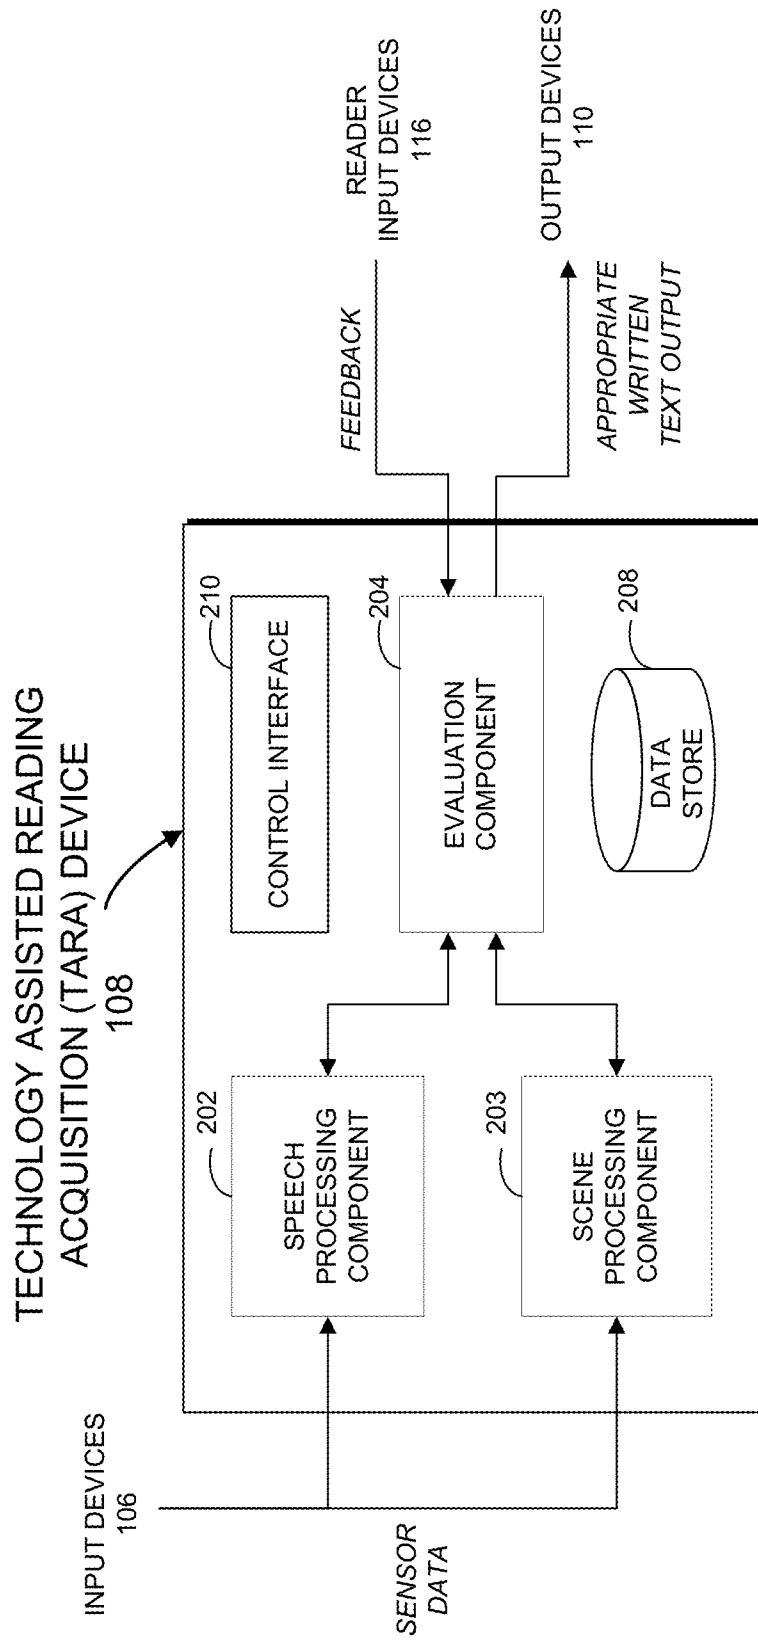 TECHNOLOGY ASSISTED READING
ACQUISITION (TARA) DEVICE
108
INPUT DEVICES
106
SENSOR
DATA
202
SPEECH
PROCESSING
COMPONENT
203
SCENE
PROCESSING
COMPONENT
210
CONTROL INTERFACE
204
EVALUATION
COMPONENT
208
DATA
STORE
FEEDBACK
READER
INPUT DEVICES
116
APPROPRIATE
WRITTEN
TEXT OUTPUT
OUTPUT DEVICES
110